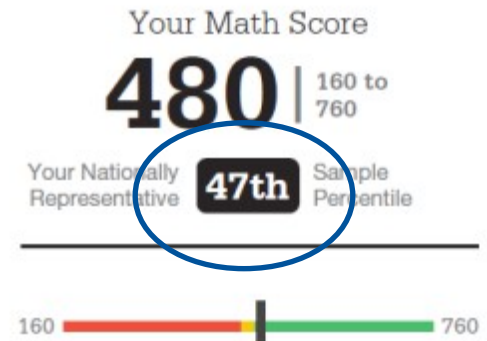 Your Math Score
480 160 to
760
Your Nationally 47th Sample
Representative Percentile
160 760